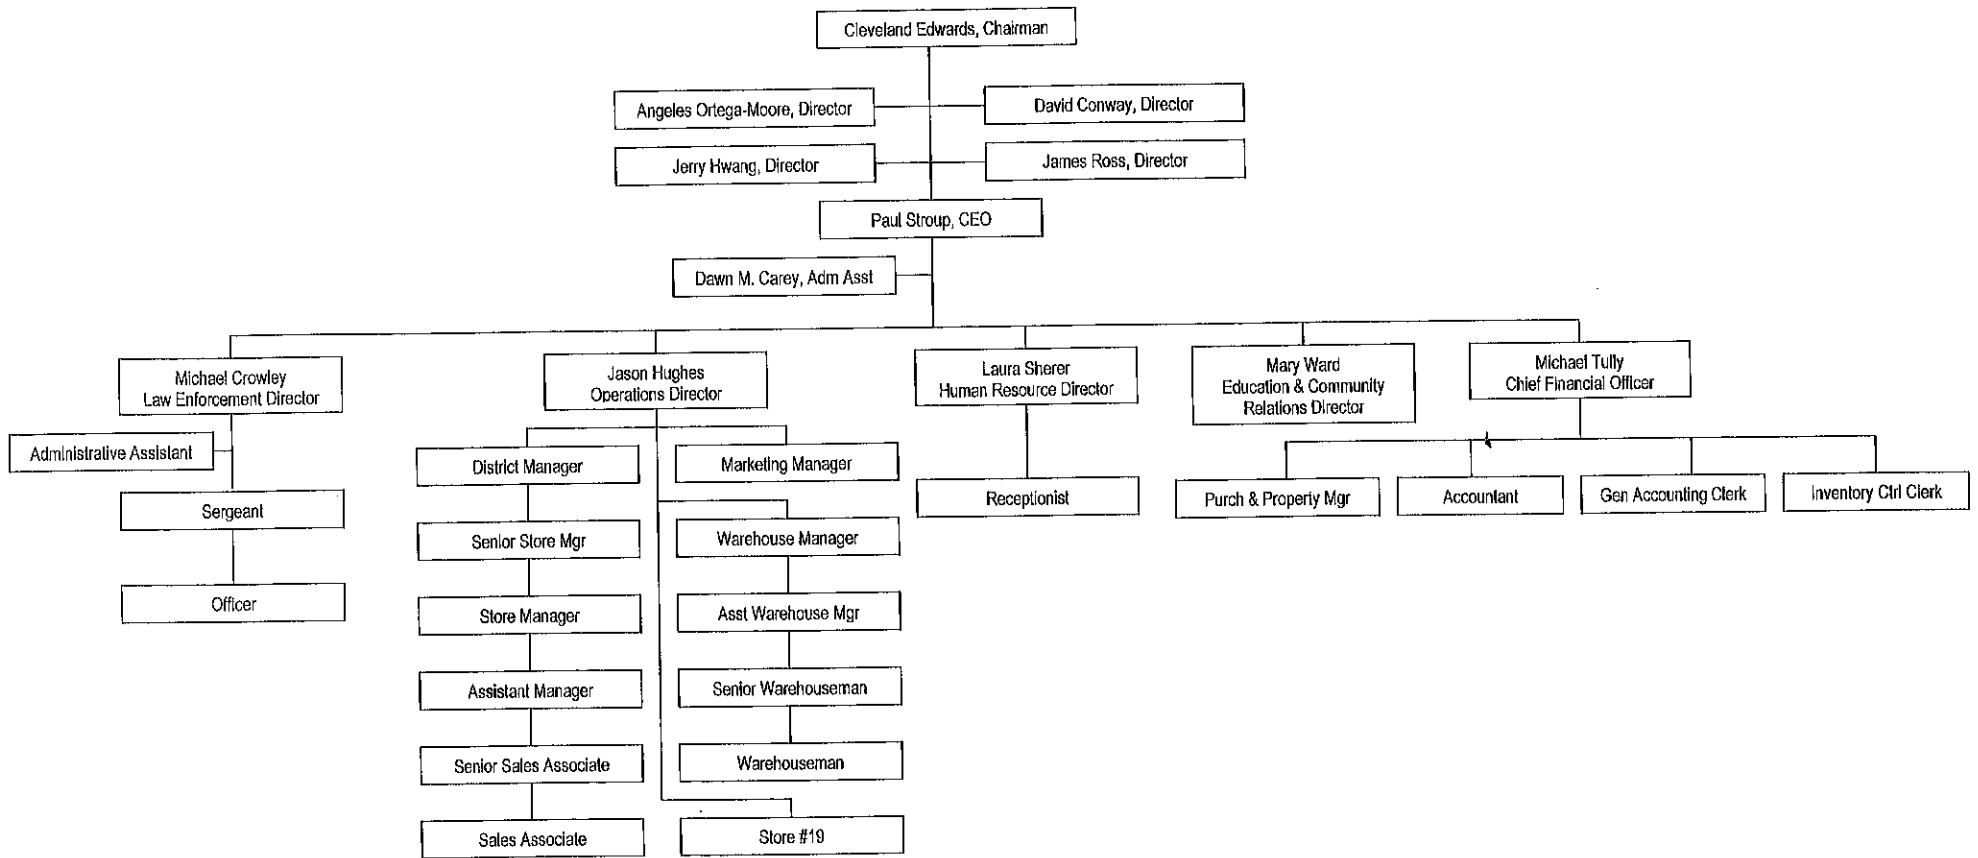 Cleveland Edwards, Chairman
Angeles Ortega-Moore, Director
David Conway, Director
Jerry Hwang, Director
James Ross, Director
Paul Stroup, CEO
Dawn M. Carey, Adm Asst
Michael Crowley
Law Enforcement Director
Jason Hughes
Operations Director
Laura Sherer
Human Resource Director
Mary Ward
Education & Community
Relations Director
Michael Tully
Chief Financial Officer
Administrative Assistant
Sergeant
Officer
District Manager
Senior Store Mgr
Store Manager
Assistant Manager
Senior Sales Associate
Sales Associate
Marketing Manager
Warehouse Manager
Asst Warehouse Mgr
Senior Warehouseman
Warehouseman
Store #19
Receptionist
Purch & Property Mgr
Accountant
Gen Accounting Clerk
Inventory Ctrl Clerk